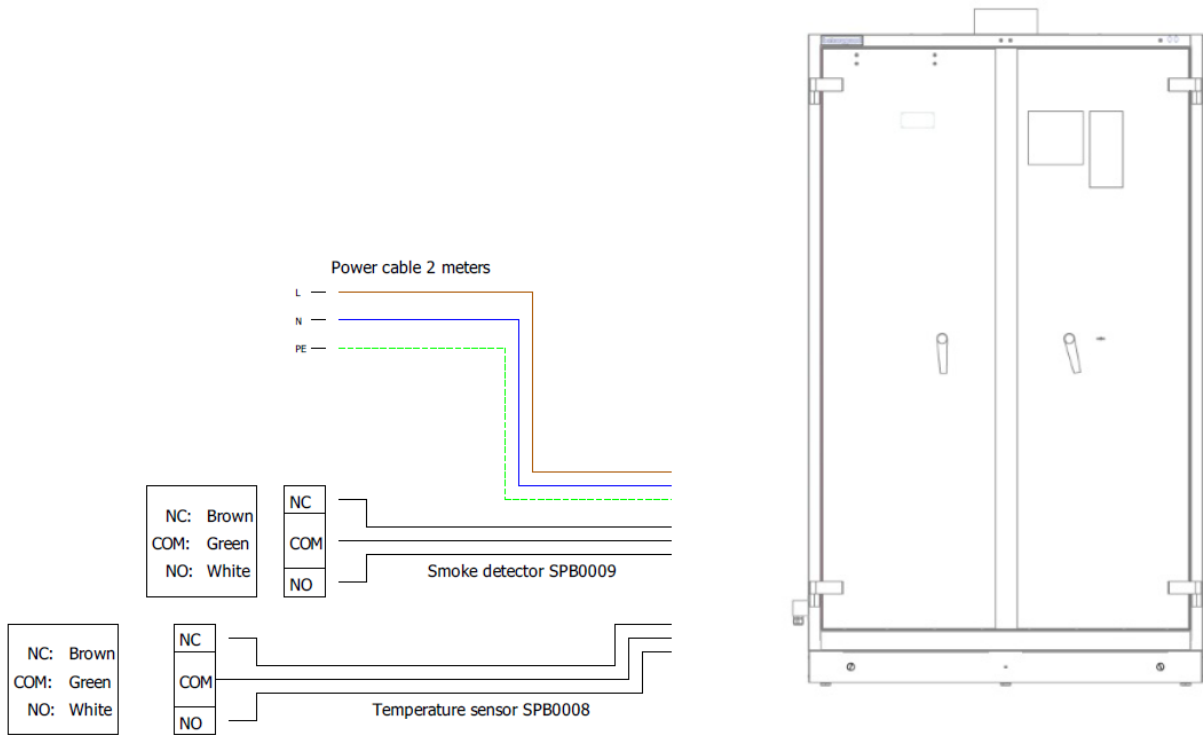 Power cable 2 meters
L
N
PE
NC: Brown
COM: Green
NO: White
NC
COM
NO
Smoke detector SPB0009
NC: Brown
COM: Green
NO: White
NC
COM
NO
Temperature sensor SPB0008